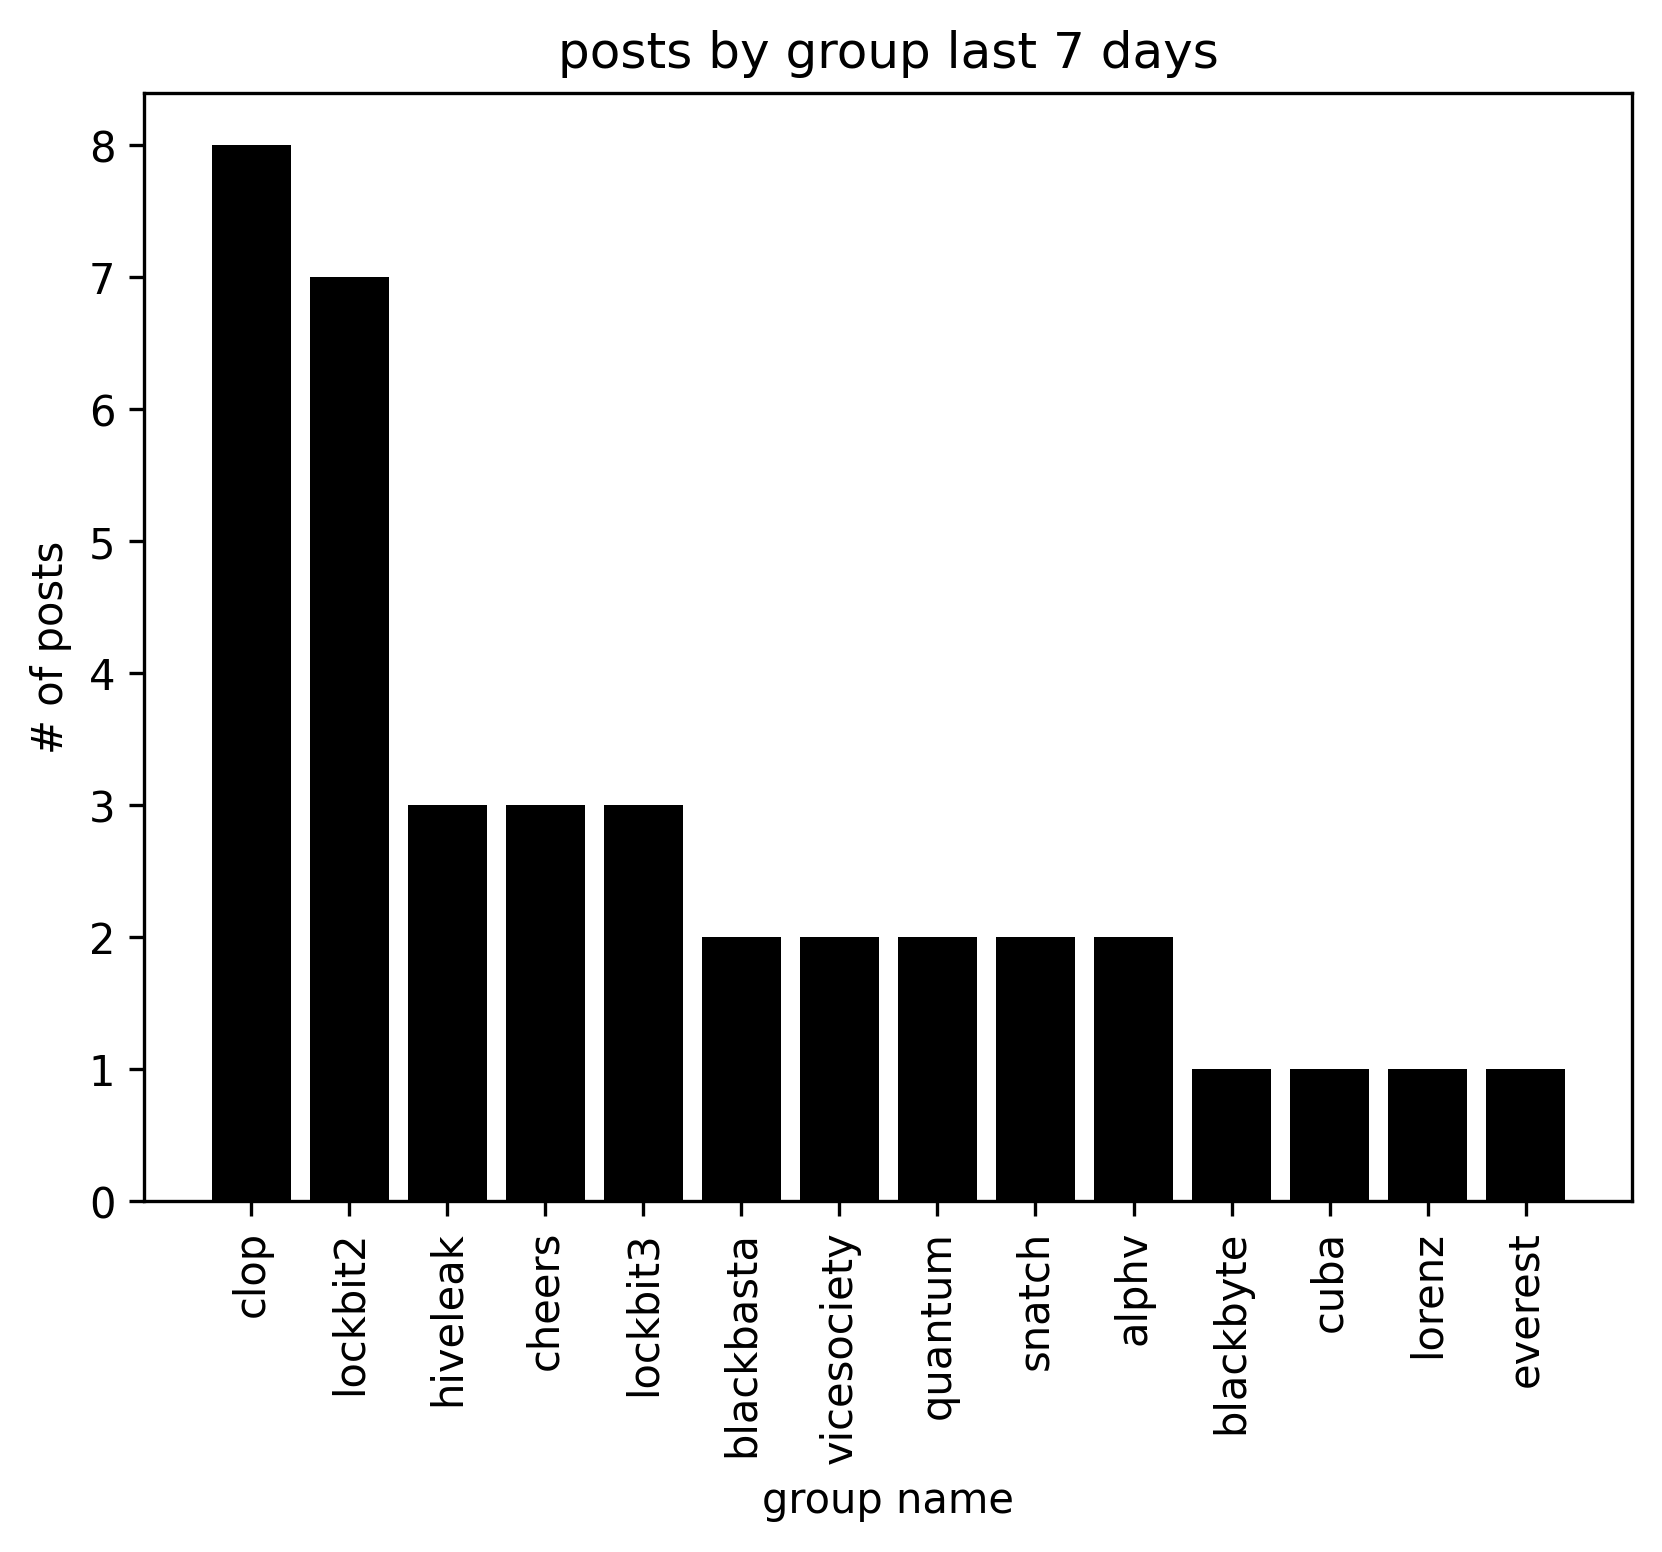 posts by group last 7 days
# of posts
8
7
6
5
4
3
2
1
0
clop
lockbit2
hiveleak
cheers
lockbit3
blackbasta
vicesociety
quantum
snatch
alphv
blackbyte
cuba
lorenz
everest
group name